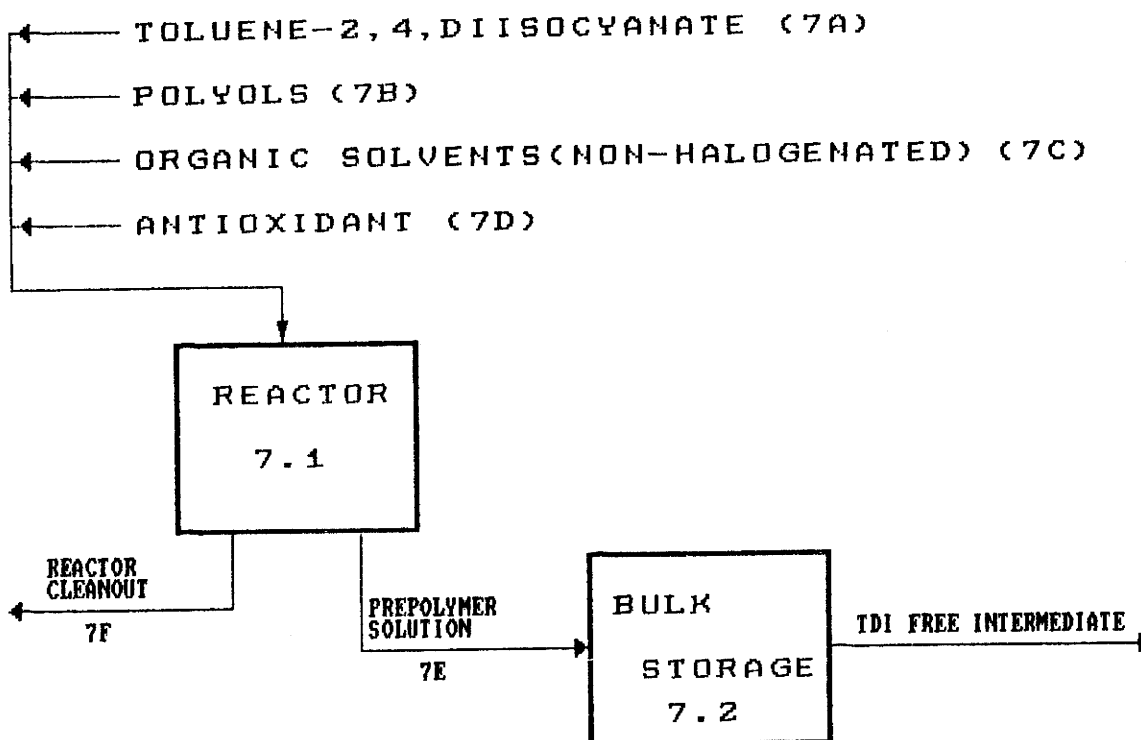 TOLUENE-2,4,DIISOCYANATE (7A)
POLYOLS (7B)
ORGANIC SOLVENTS(NON-HALOGENATED) (7C)
ANTIOXIDANT (7D)
REACTOR
7.1
REACTOR
CLEANOUT
7F
PREPOLYMER
SOLUTION
7E
BULK
STORAGE
7.2
TDI FREE INTERMEDIATE